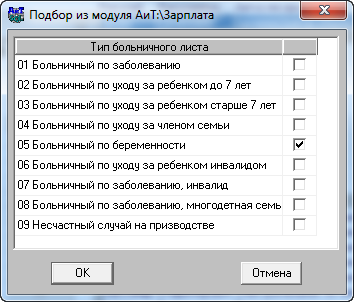 Подбор из модуля АиТ:\Зарплата
Тип больничного листа
01 Больничный по заболеванию
02 Больничный по уходу за ребенком до 7 лет
03 Больничный по уходу за ребенком старше 7 лет
04 Больничный по уходу за членом семьи
05 Больничный по беременности
06 Больничный по уходу за ребенком инвалидом
07 Больничный по заболеванию, инвалид
08 Больничный по заболеванию, многодетная семь
09 Несчастный случай на призводстве
OK
Отмена